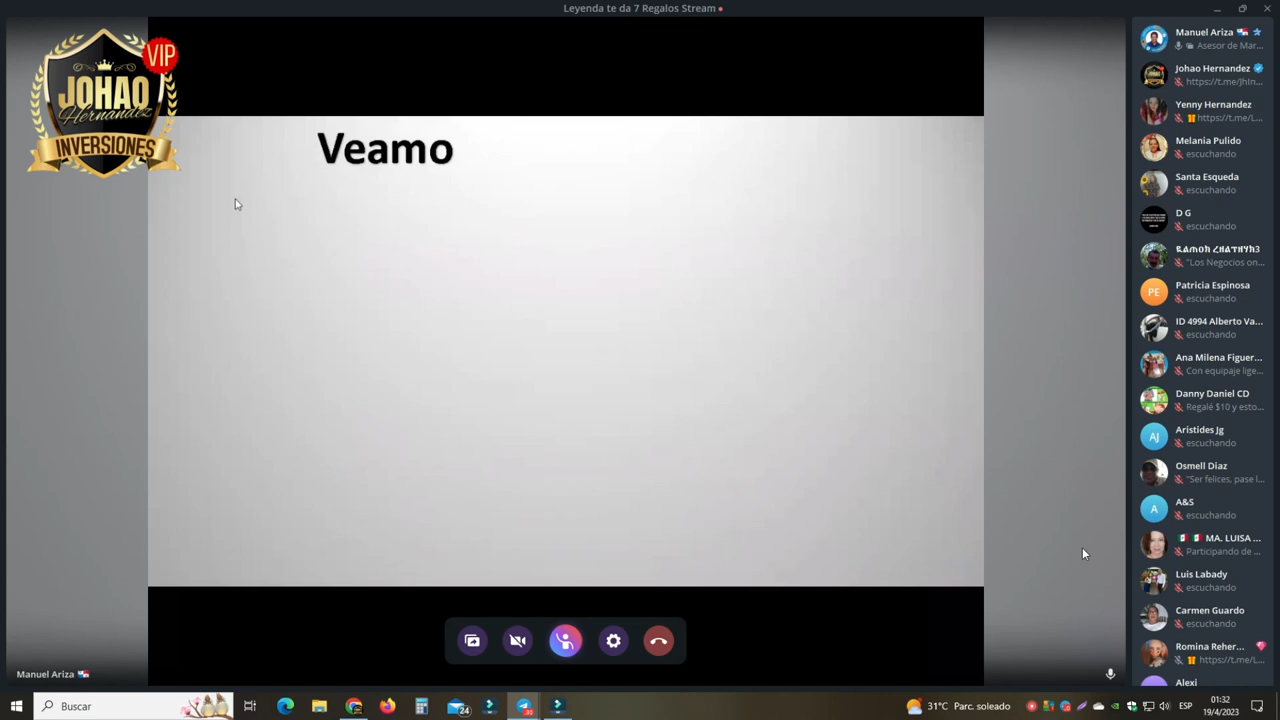 Leyenda te da 7 Regalos Stream
VIP
JOHAO
Hernandez
INVERSIONES
Veamo
Manuel Ariza
Asesor de Mar...
Johao Hernandez
https://t.me/JhIn...
Yenny Hernandez
https://t.me/L...
Melania Pulido
escuchando
Santa Esqueda
escuchando
D G
escuchando
"Los Negocios on...
Patricia Espinosa
escuchando
ID 4994 Alberto Va...
escuchando
Ana Milena Figuer...
Con equipaje lige...
Danny Daniel CD
Regalé $10 y esto...
Aristides Jg
escuchando
Osmell Diaz
"Ser felices, pase l...
A&S
escuchando
MA. LUISA ...
Participando de ...
Luis Labady
escuchando
Carmen Guardo
escuchando
Romina Reher...
https://t.me/L...
Alexi
PE
AJ
A
Manuel Ariza
Buscar
24
31°C Parc. soleado
ESP
01:32
19/4/2023